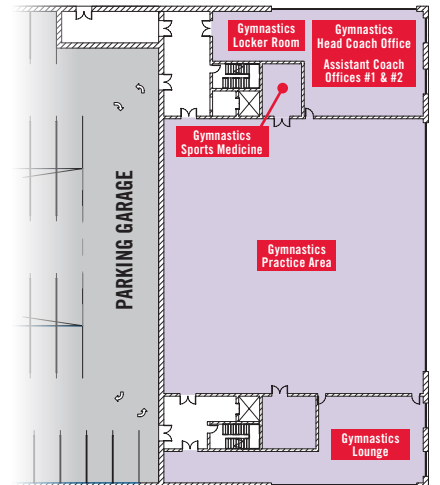 Gymnastics
Locker Room
Gymnastics
Head Coach Office
Assistant Coach
Offices #1 & #2
Gymnastics
Sports Medicine
PARKING GARAGE
Gymnastics
Practice Area
Gymnastics
Lounge